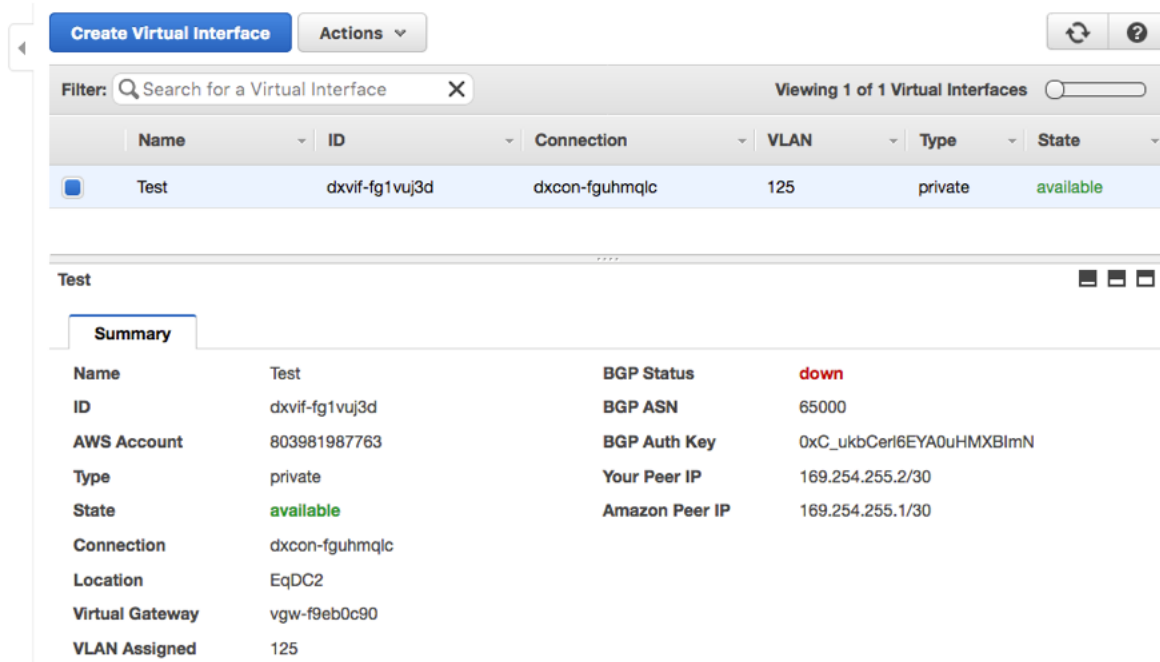 Create Virtual Interface Actions
Filter: Search for a Virtual Interface Viewing 1 of 1 Virtual Interfaces
Name ID Connection VLAN Type State
Test dxvif-fg1vuj3d dxcon-fguhmqlc 125 private available
Test
Summary
Name Test BGP Status down
ID dxvif-fg1vuj3d BGP ASN 65000
AWS Account 803981987763 BGP Auth Key 0xC_ukbCerl6EYA0uHMXBImN
Type private Your Peer IP 169.254.255.2/30
State available Amazon Peer IP 169.254.255.1/30
Connection dxcon-fguhmqlc
Location EqDC2
Virtual Gateway vgw-f9eb0c90
VLAN Assigned 125